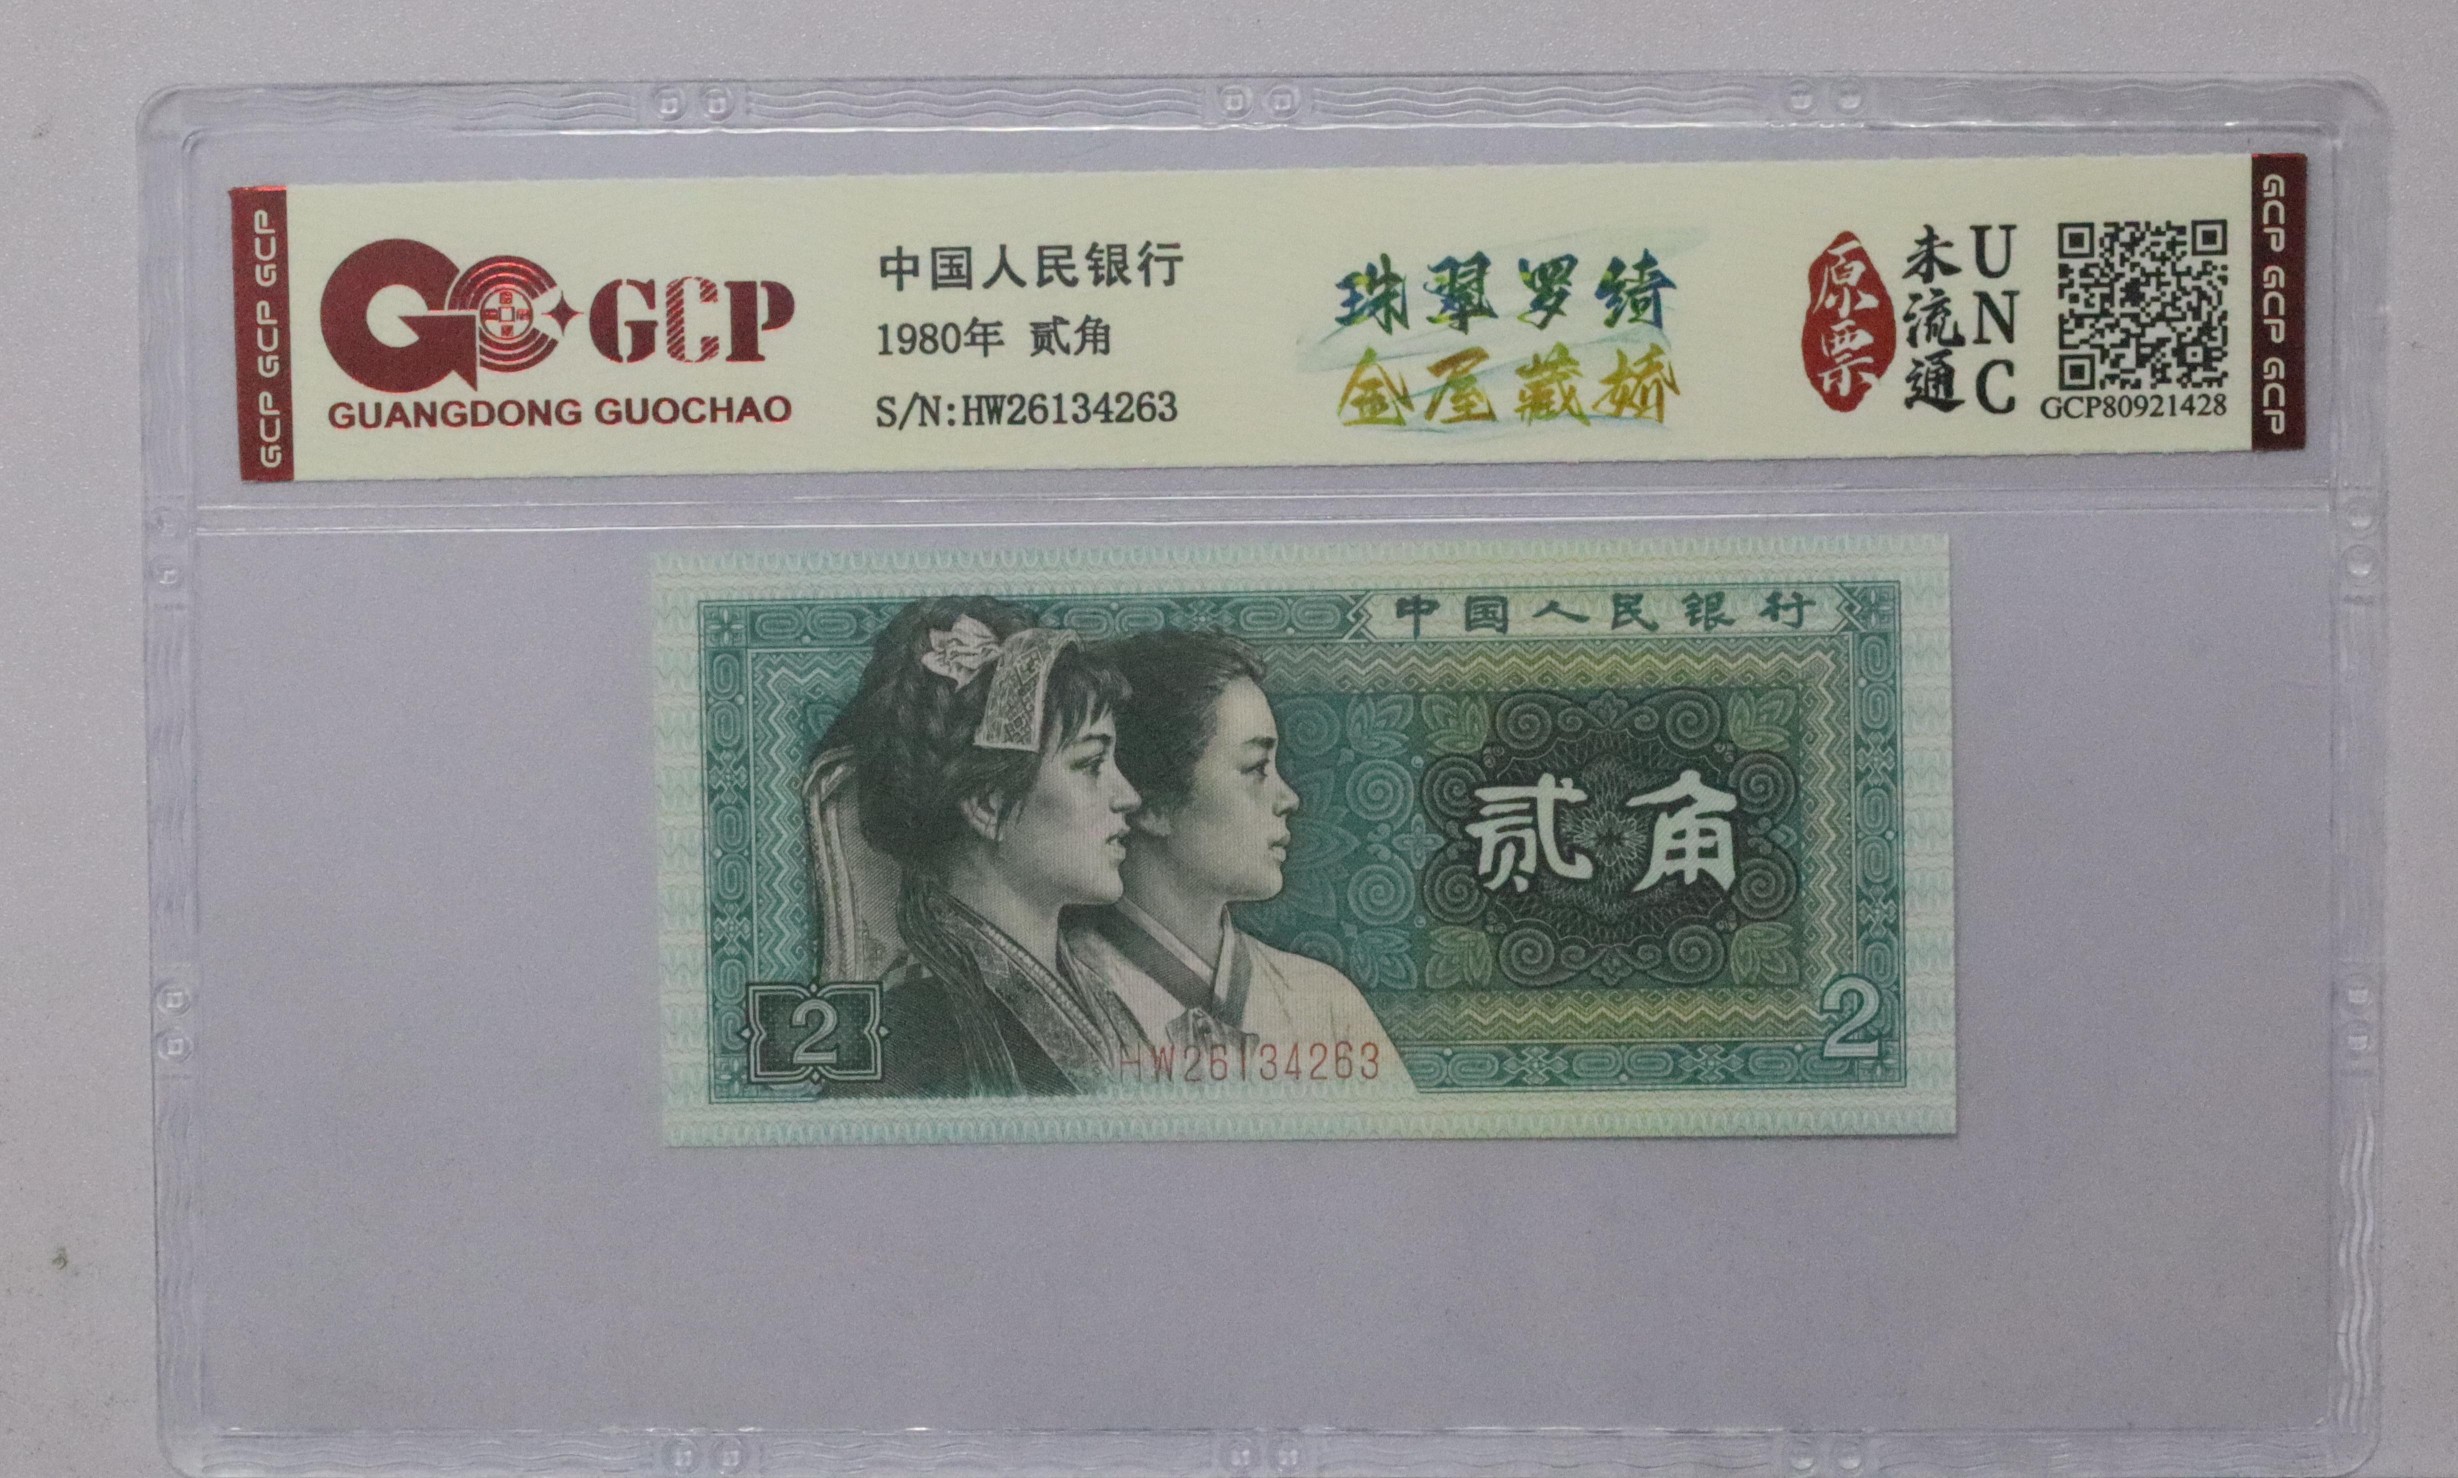 GCP GCP GCP
GCP
GUANGDONG GUOCHAO
中国人民银行
1980年 贰角
S/N:HW26134263
珠翠罗绮
金屋藏娇
原票
未流通
UNC
GCP80921428
GCP GCP GCP
中国人民银行
贰角
2
HW26134263
2